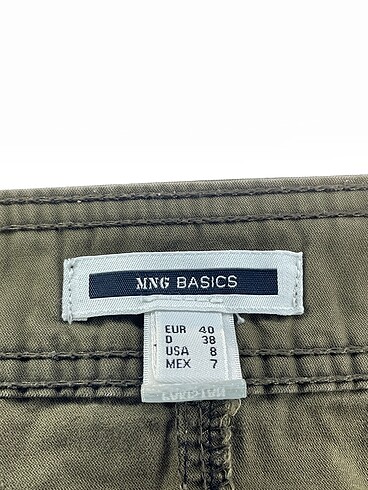 MNG BASICS
EUR 40
D 38
USA 8
MEX 7